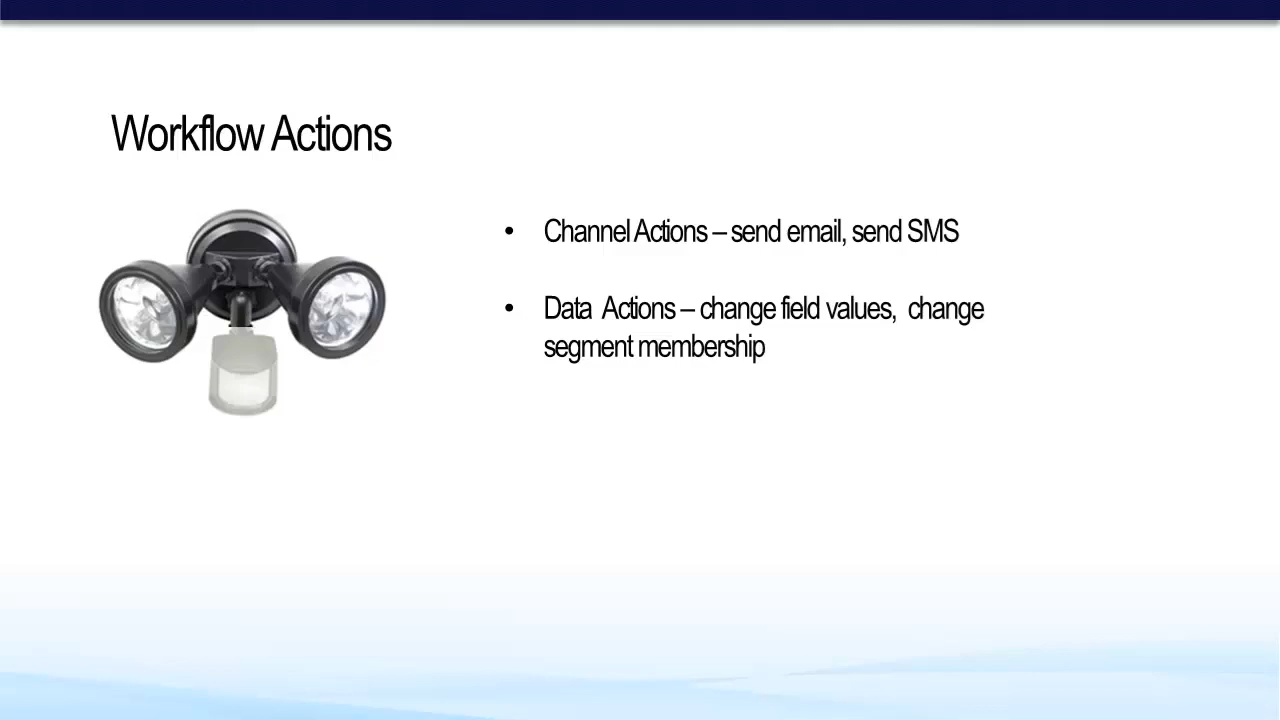 Workflow Actions
• Channel Actions – send email, send SMS
• Data Actions – change field values, change
segment membership